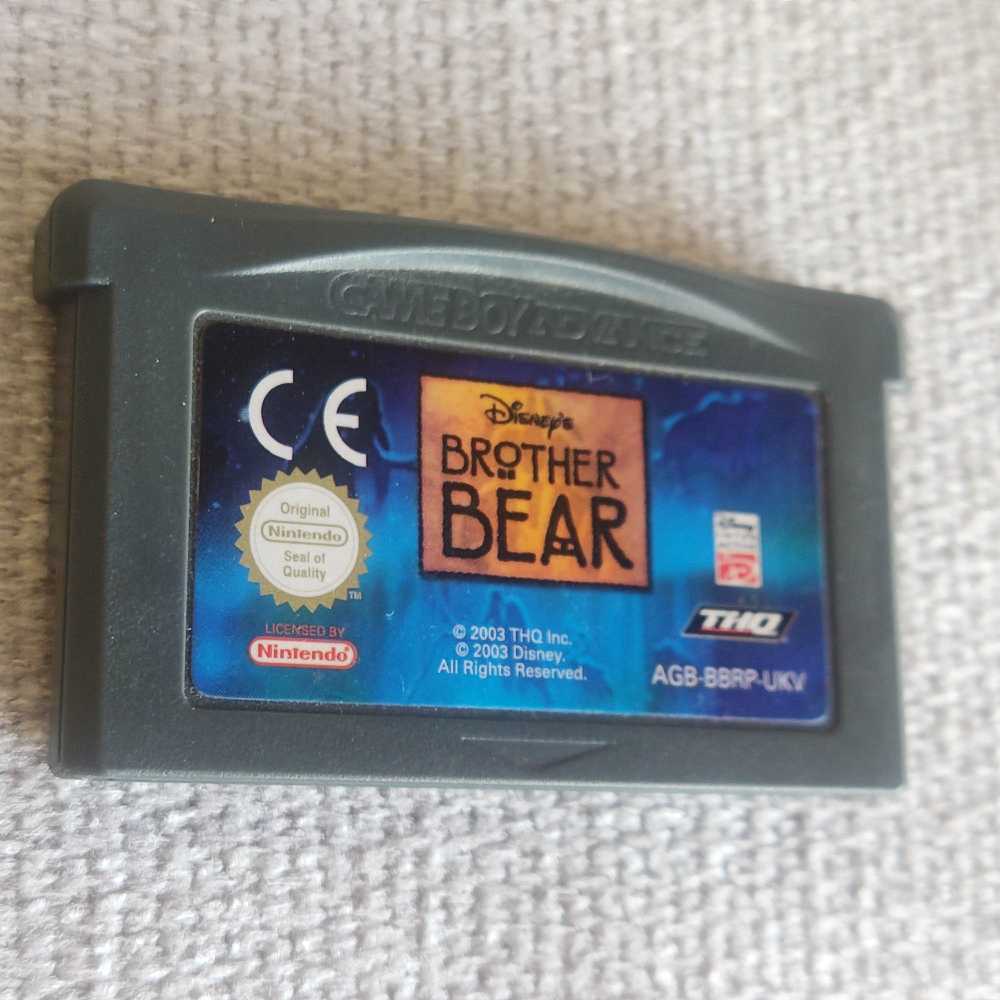 GAME BOY ADVANCE
CE
DISNEY'S
BROTHER
BEAR
Original
Nintendo
Seal of
Quality
TM
LICENSED BY
Nintendo
© 2003 THQ Inc.
© 2003 Disney.
All Rights Reserved.
Disney
THQ
AGB-BBRP-UKV